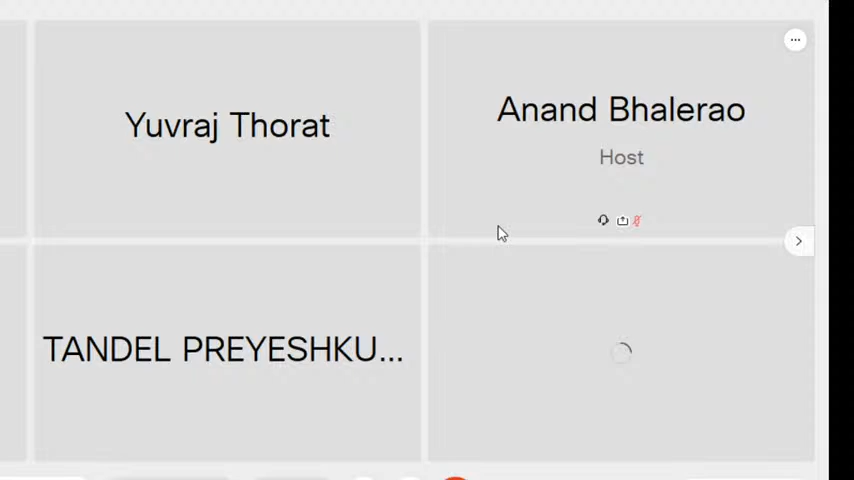 Yuvraj Thorat
Anand Bhalerao
Host
TANDEL PREYESHKU...